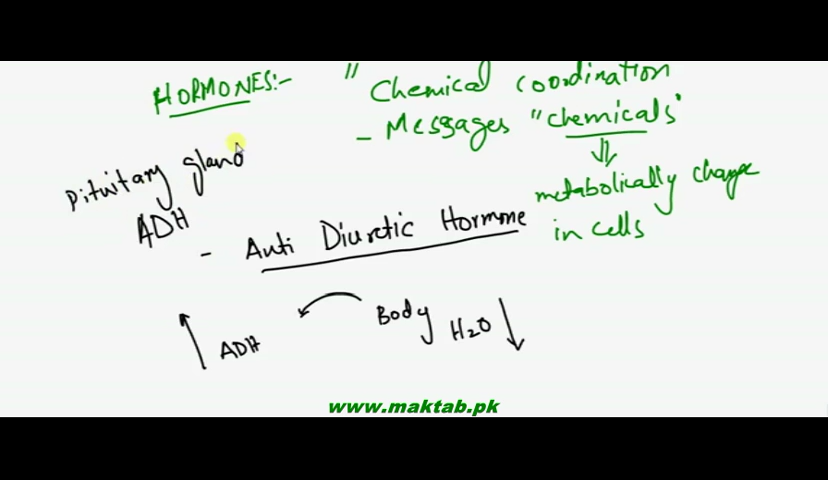 HORMONES:-
" Chemical coordination
- Messages "chemicals"
⇓
metabolically change
in cells
Pituitary gland
ADH
- Anti Diuretic Hormone
↑ ADH ← Body H2O ↓
www.maktab.pk